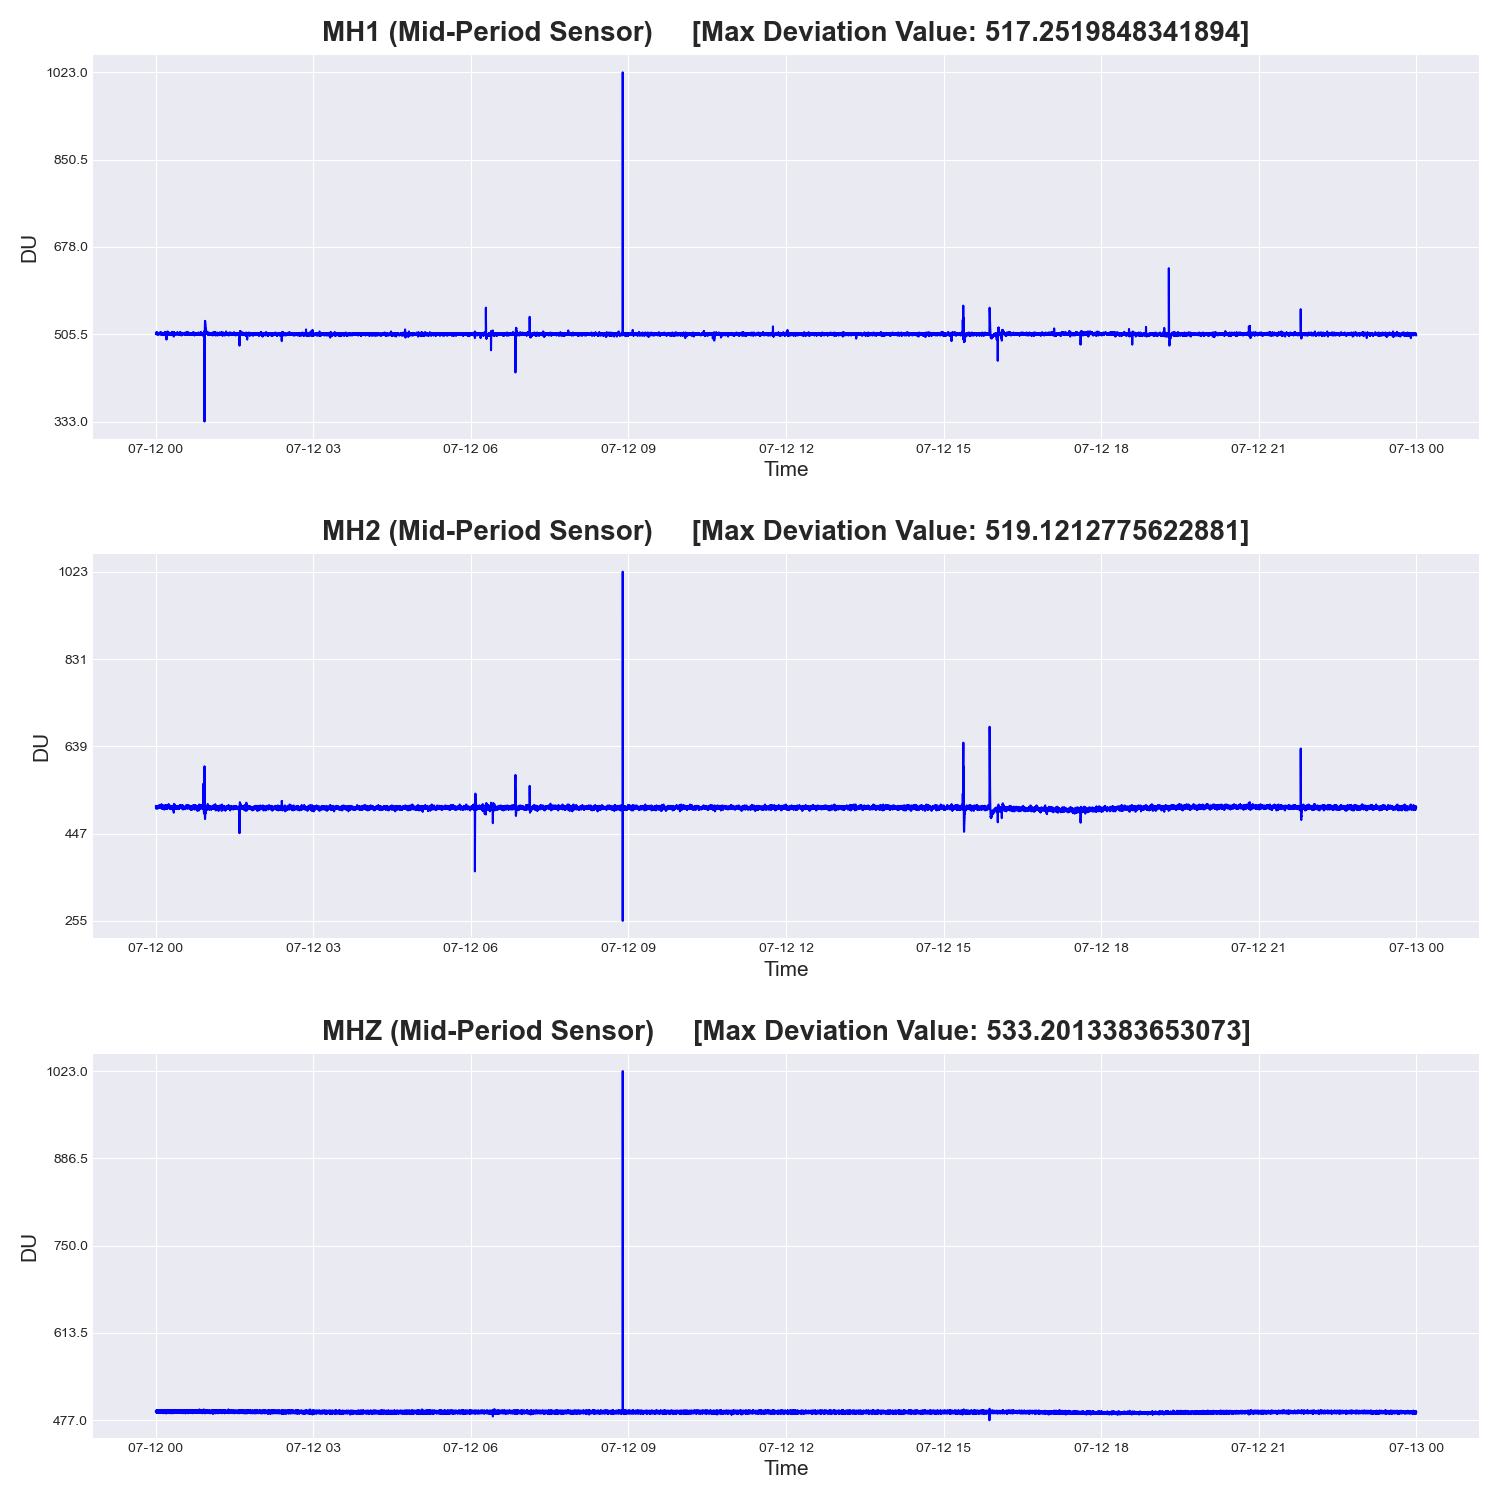 MH1 (Mid-Period Sensor) [Max Deviation Value: 517.2519848341894]
1023.0
850.5
678.0
505.5
333.0
DU
07-12 00 07-12 03 07-12 06 07-12 09 07-12 12 07-12 15 07-12 18 07-12 21 07-13 00
Time
MH2 (Mid-Period Sensor) [Max Deviation Value: 519.1212775622881]
1023
831
639
447
255
DU
07-12 00 07-12 03 07-12 06 07-12 09 07-12 12 07-12 15 07-12 18 07-12 21 07-13 00
Time
MHZ (Mid-Period Sensor) [Max Deviation Value: 533.2013383653073]
1023.0
886.5
750.0
613.5
477.0
DU
07-12 00 07-12 03 07-12 06 07-12 09 07-12 12 07-12 15 07-12 18 07-12 21 07-13 00
Time